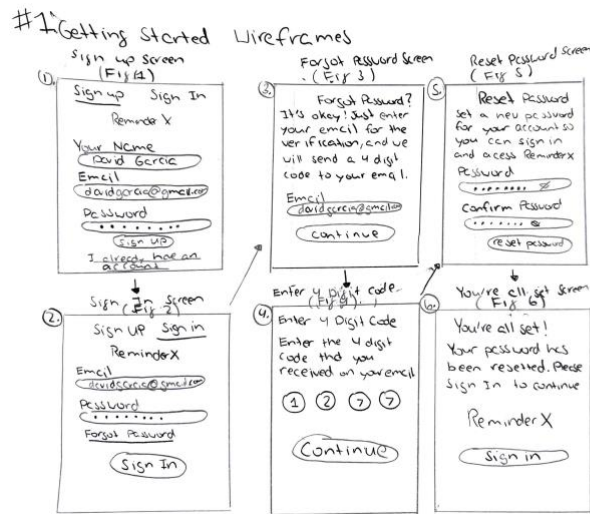 #1 Getting Started Wireframes
Sign up screen
(Fig 1)
1.
Sign up Sign In
Reminder X
Your Name
David Garcia
Email
davidgarcia@gmail.com
Password
Sign up
I already have an
account
Sign In Screen
(Fig 2)
2.
Sign UP Sign in
ReminderX
Email
davidgarcia@gmail.com
Password
Forgot Password
Sign In
Forgot Password Screen
(Fig 3)
3.
Forgot Password?
It's okay! Just enter
your email for the
verification, and we
will send a 4 digit
code to your email.
Email
davidgarcia@gmail.com
Continue
Enter 4 Digit code
(Fig 4)
4.
Enter 4 Digit Code
Enter the 4 digit
code that you
received on your email
1 2 7 7
Continue
Reset Password Screen
(Fig 5)
5.
Reset Password
Set a new password
for your account so
you can sign in
and acess ReminderX
Password
Confirm Password
reset password
You're all set Screen
(Fig 6)
6.
You're all set!
Your password has
been resetted. Please
Sign In to continue
Reminder X
Sign in